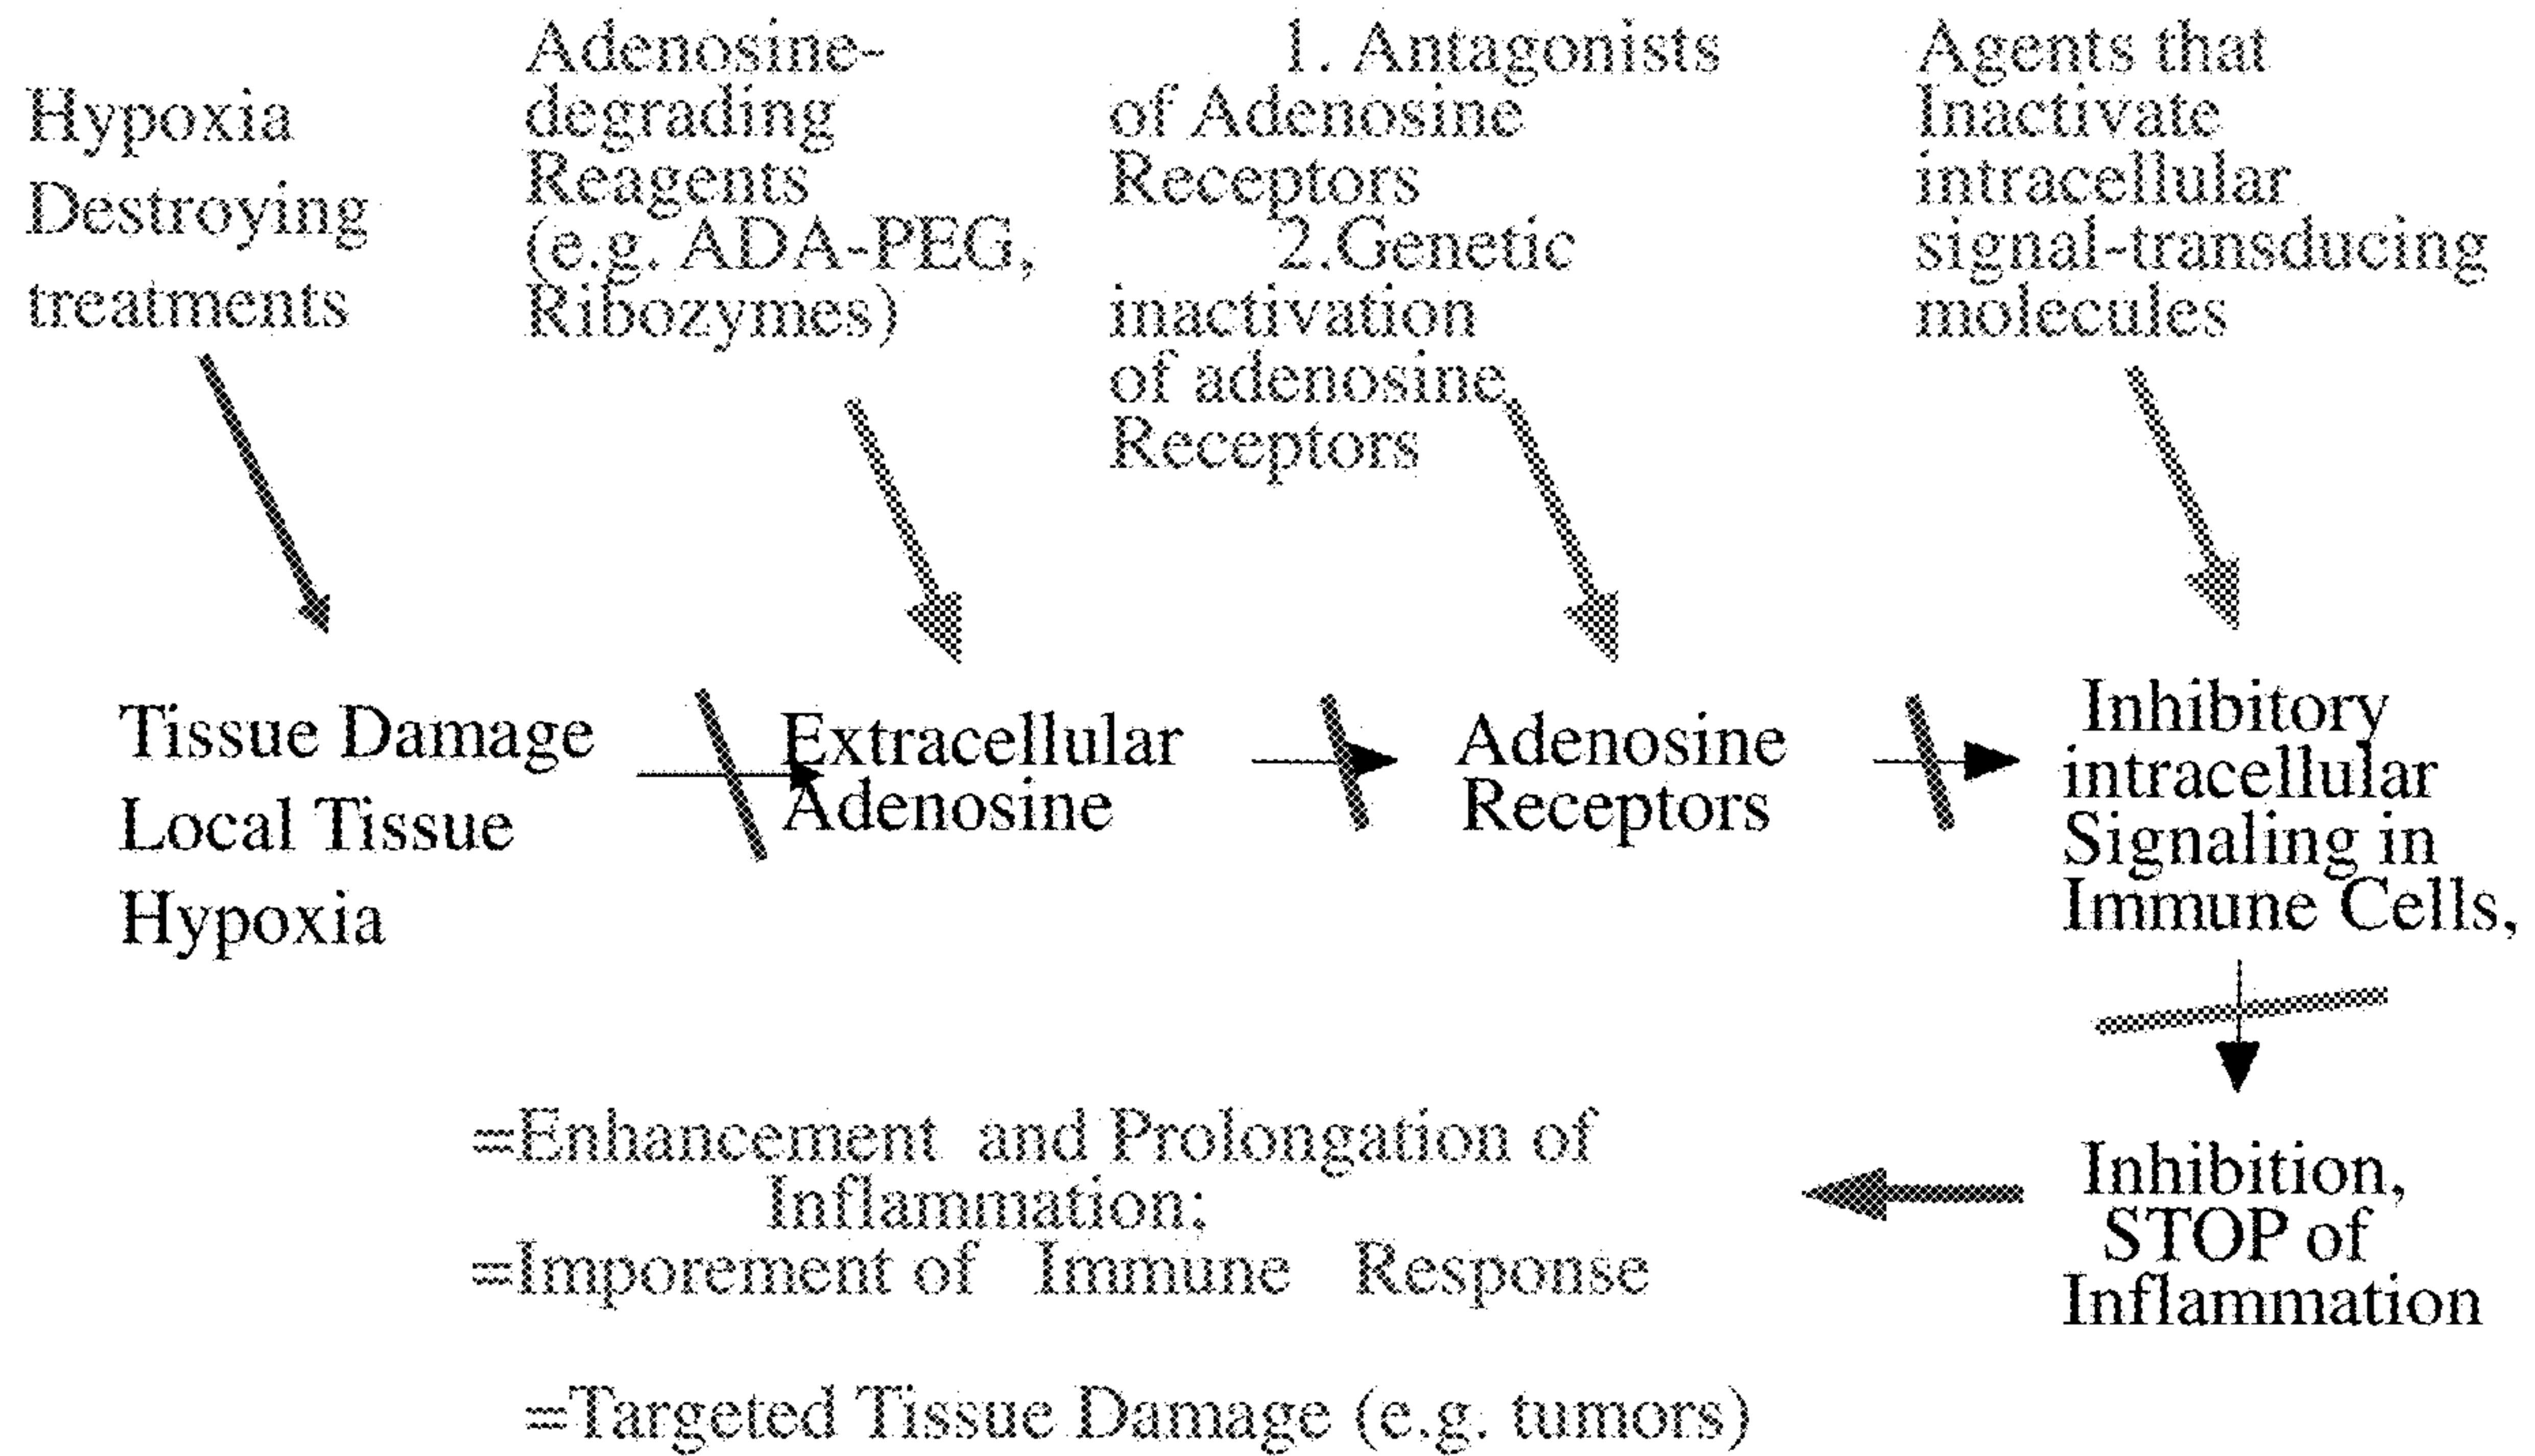 Hypoxia
Destroying
treatments
Adenosine-
degrading
Reagents
(e.g. ADA-PEG,
Ribozymes)
1. Antagonists
of Adenosine
Receptors
2.Genetic
inactivation
of adenosine
Receptors
Agents that
Inactivate
intracellular
signal-transducing
molecules
Tissue Damage
Local Tissue
Hypoxia
Extracellular
Adenosine
Adenosine
Receptors
Inhibitory
intracellular
Signaling in
Immune Cells,
Inhibition,
STOP of
Inflammation
=Enhancement and Prolongation of
Inflammation;
=Imporement of Immune Response
=Targeted Tissue Damage (e.g. tumors)